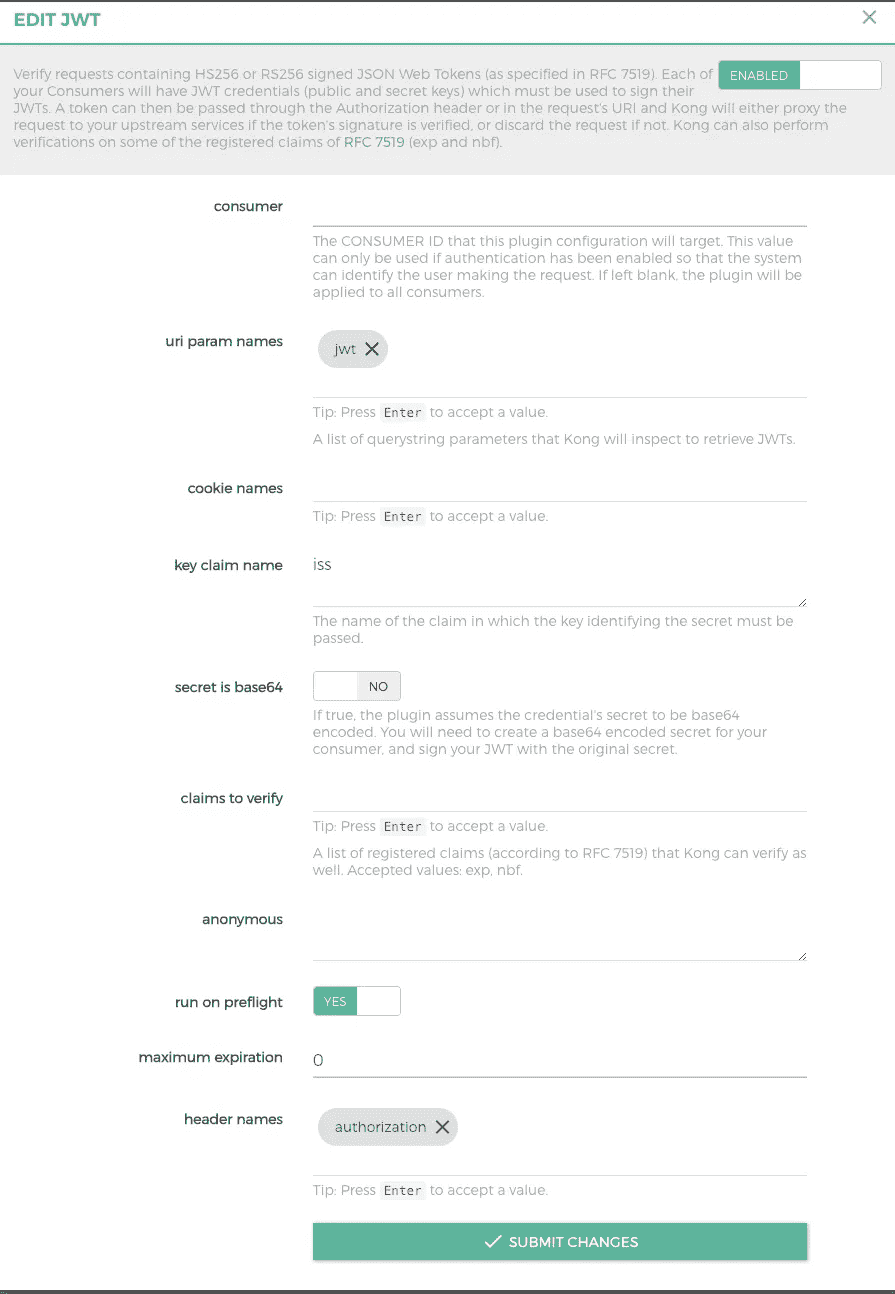 EDIT JWT
Verify requests containing HS256 or RS256 signed JSON Web Tokens (as specified in RFC 7519). Each of
ENABLED
your Consumers will have JWT credentials (public and secret keys) which must be used to sign their
JWTs. A token can then be passed through the Authorization header or in the request's URI and Kong will either proxy the
request to your upstream services if the token's signature is verified, or discard the request if not. Kong can also perform
verifications on some of the registered claims of RFC 7519 (exp and nbf).
consumer
The CONSUMER ID that this plugin configuration will target. This value
can only be used if authentication has been enabled so that the system
can identify the user making the request. If left blank, the plugin will be
applied to all consumers.
uri param names
jwt
Tip: Press Enter to accept a value.
A list of querystring parameters that Kong will inspect to retrieve JWTs.
cookie names
Tip: Press Enter to accept a value.
key claim name
iss
The name of the claim in which the key identifying the secret must be
passed.
secret is base64
NO
If true, the plugin assumes the credential's secret to be base64
encoded. You will need to create a base64 encoded secret for your
consumer, and sign your JWT with the original secret.
claims to verify
Tip: Press Enter to accept a value.
A list of registered claims (according to RFC 7519) that Kong can verify as
well. Accepted values: exp, nbf.
anonymous
run on preflight
YES
maximum expiration
0
header names
authorization
Tip: Press Enter to accept a value.
SUBMIT CHANGES